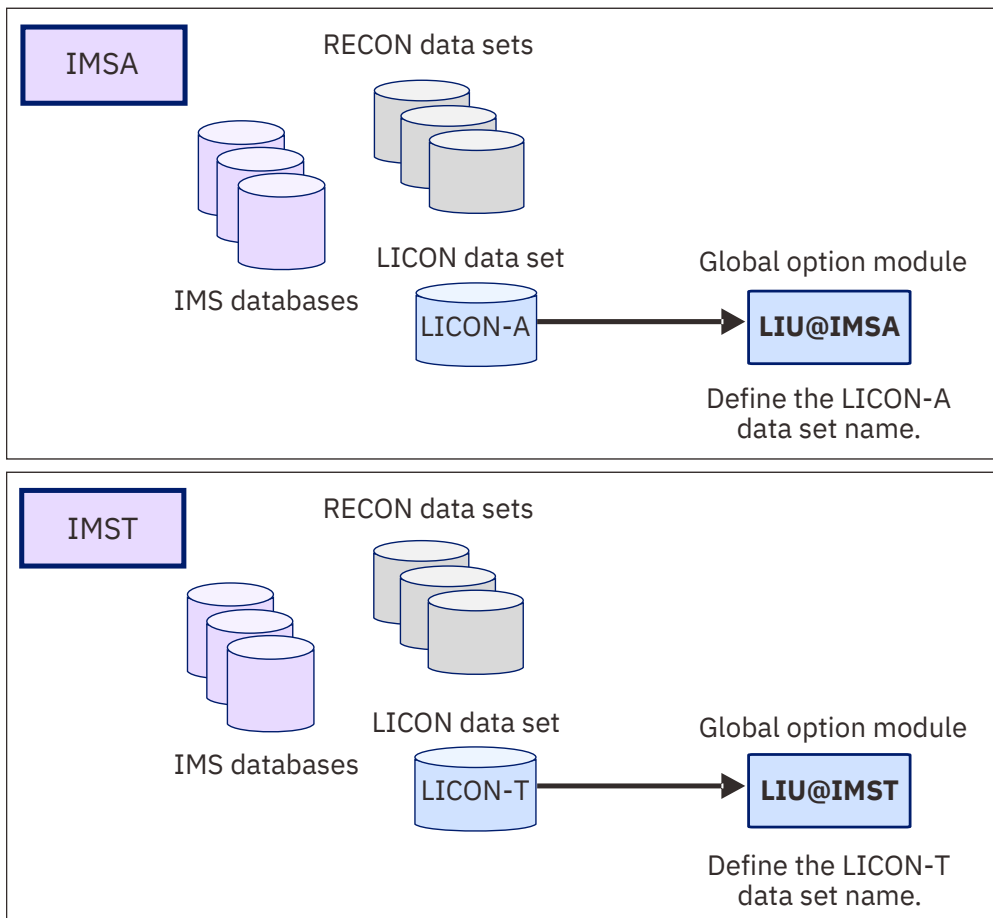 IMSA
RECON data sets
IMS databases
LICON data set
LICON-A
Global option module
LIU@IMSA
Define the LICON-A
data set name.
IMST
RECON data sets
IMS databases
LICON data set
LICON-T
Global option module
LIU@IMST
Define the LICON-T
data set name.